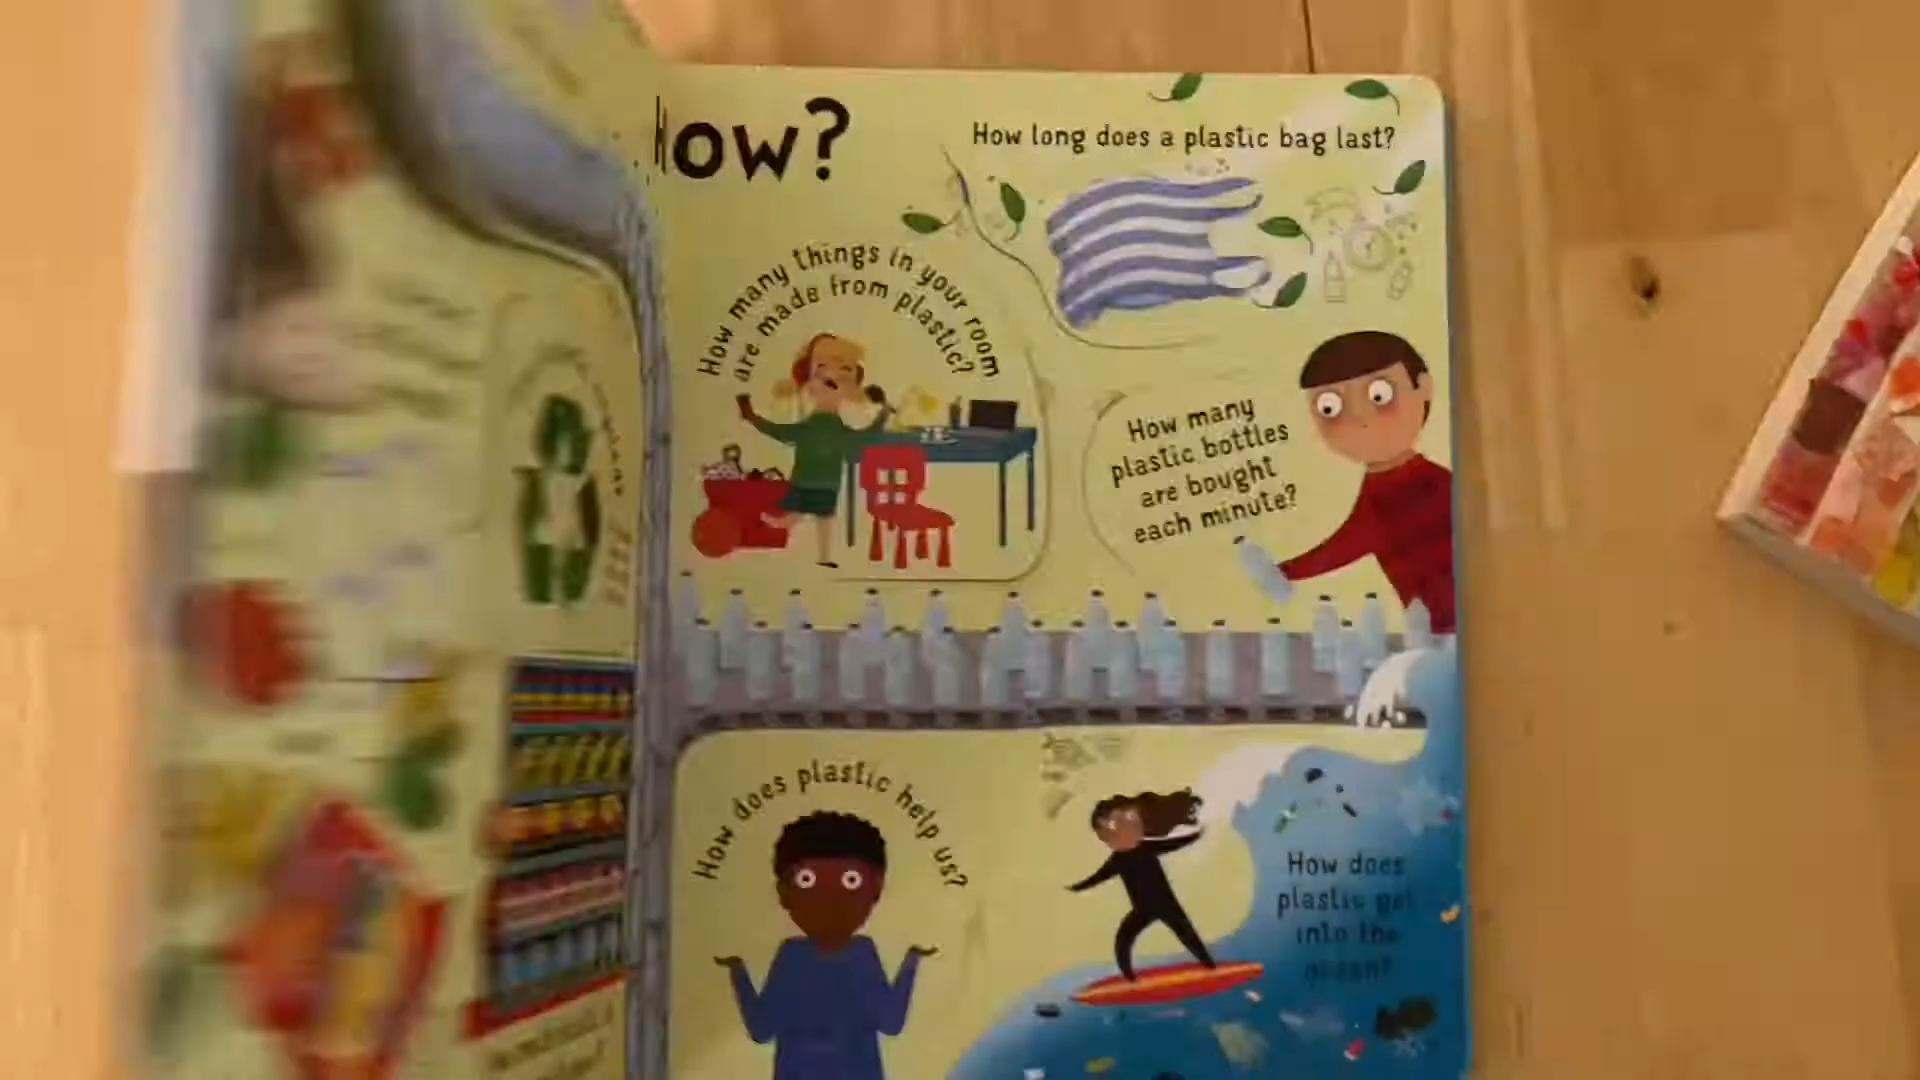 How?
How long does a plastic bag last?
How many things in your room
are made from plastic?
How many
plastic bottles
are bought
each minute?
How does plastic help us?
How does
plastic get
into the
ocean?